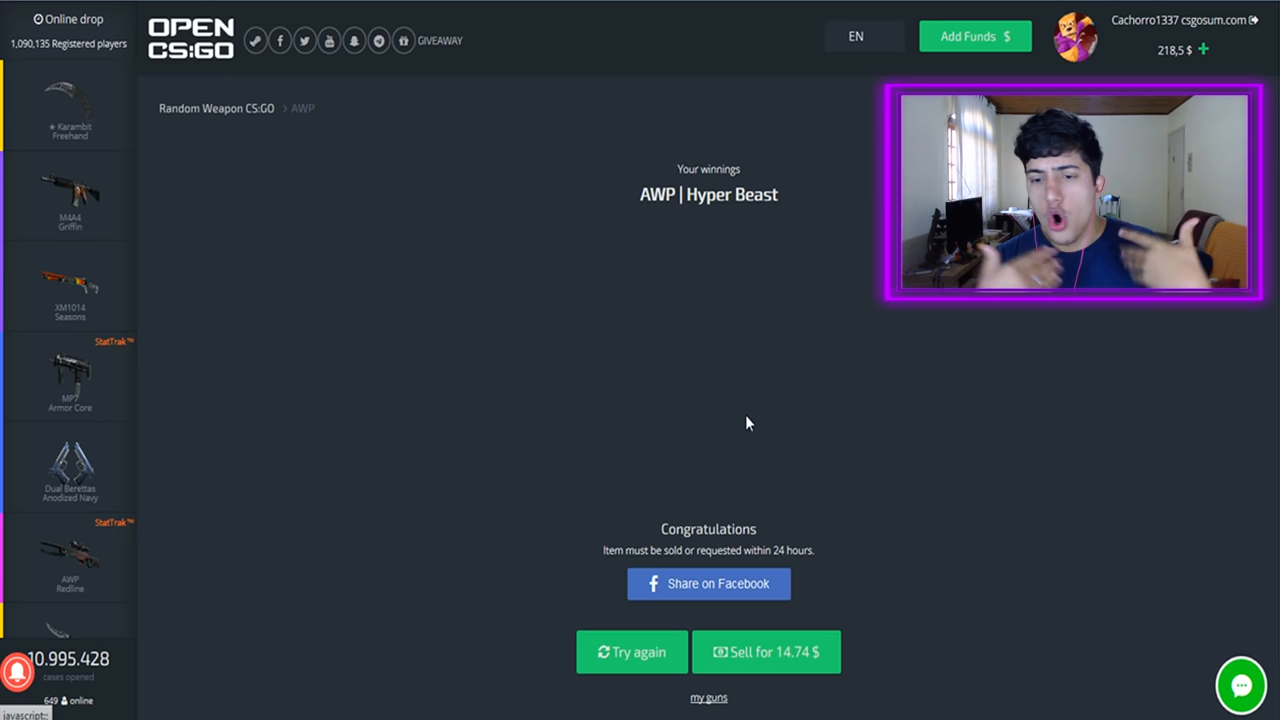 Online drop
1,090,135 Registered players
OPEN
CS:GO
GIVEAWAY
EN
Add Funds $
Cachorro1337 csgosum.com
218,5 $ +
Random Weapon CS:GO > AWP
★ Karambit
Freehand
M4A4
Griffin
XM1014
Seasons
StatTrak™
MP7
Armor Core
Dual Berettas
Anodized Navy
StatTrak™
AWP
Redline
10.995.428
cases opened
649 online
javascript:;
Your winnings
AWP | Hyper Beast
Congratulations
Item must be sold or requested within 24 hours.
f Share on Facebook
Try again
Sell for 14.74 $
my guns